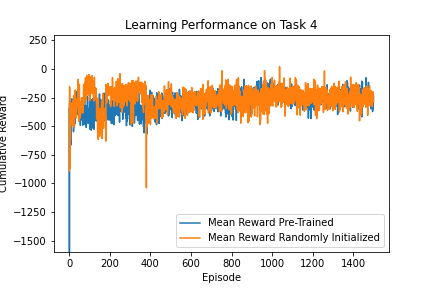 Learning Performance on Task 4
250
0
−250
−500
−750
−1000
−1250
−1500
Cumulative Reward
0 200 400 600 800 1000 1200 1400
Episode
Mean Reward Pre-Trained
Mean Reward Randomly Initialized